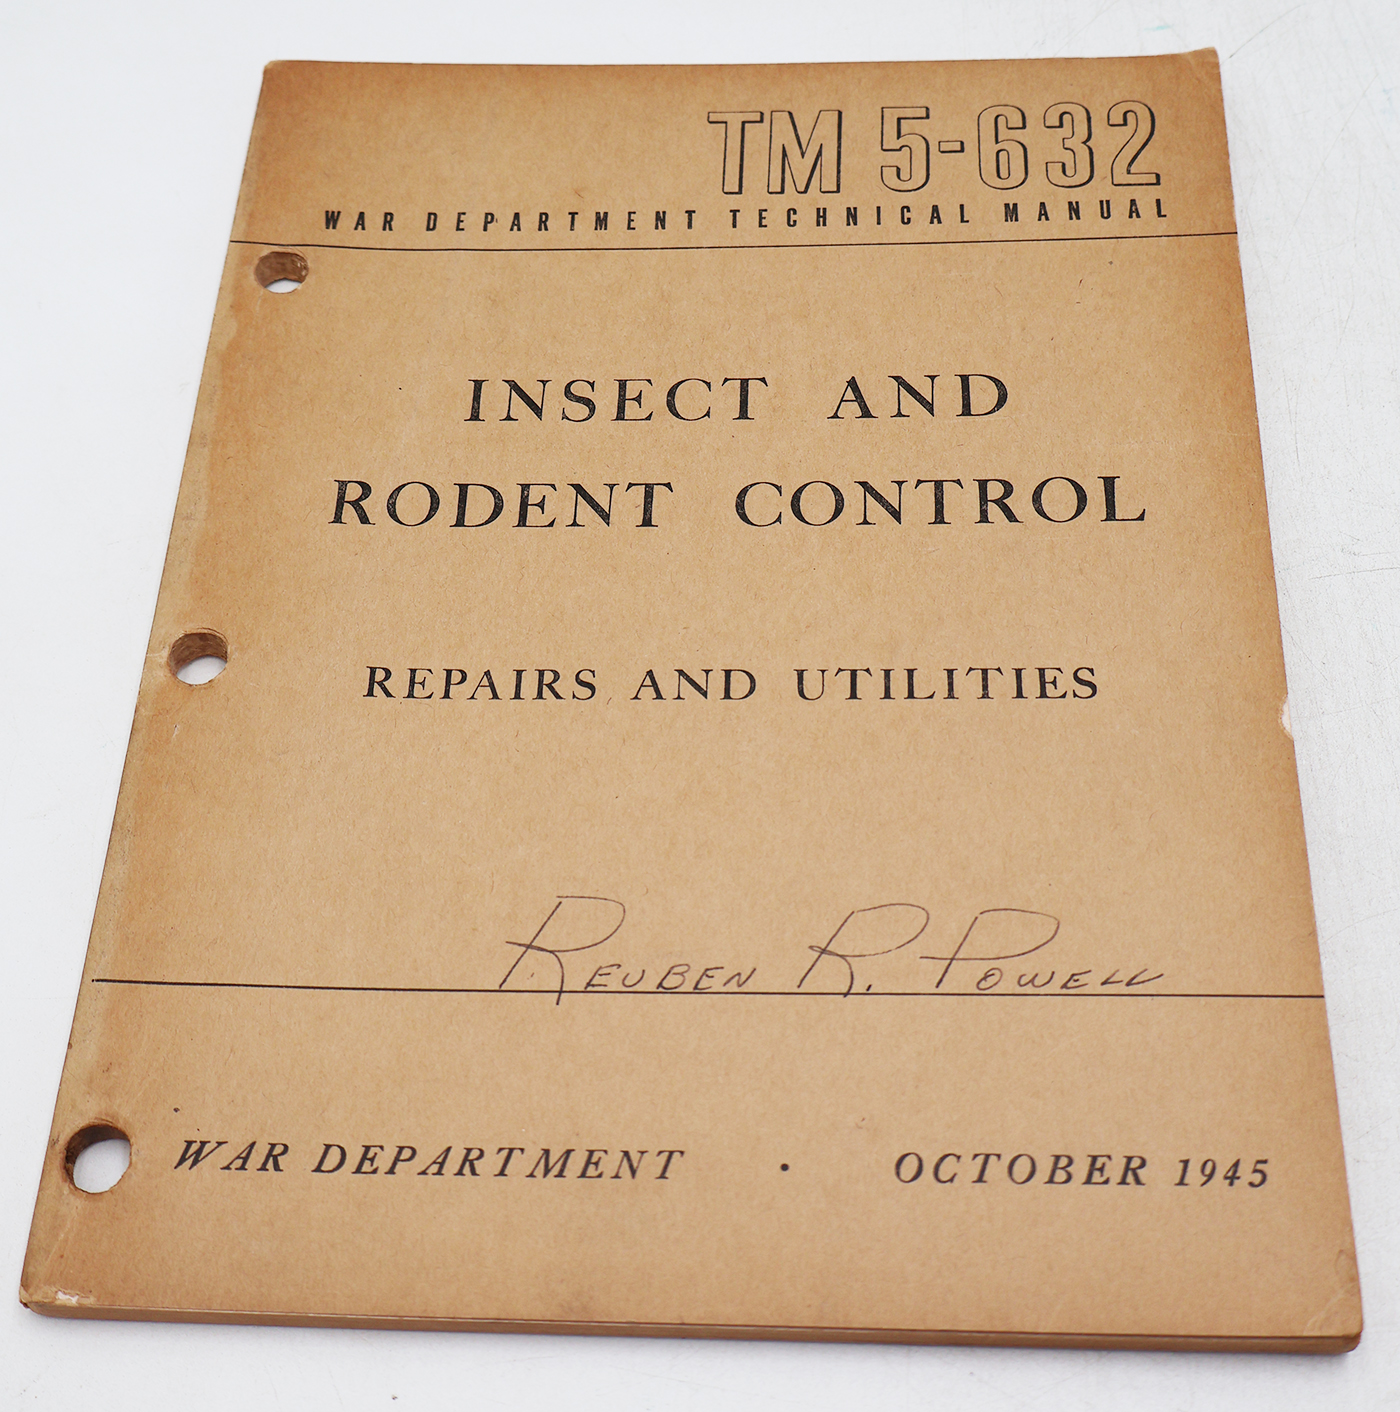 TM 5-632
WAR DEPARTMENT TECHNICAL MANUAL
INSECT AND
RODENT CONTROL
REPAIRS AND UTILITIES
REUBEN R. POWELL
WAR DEPARTMENT • OCTOBER 1945